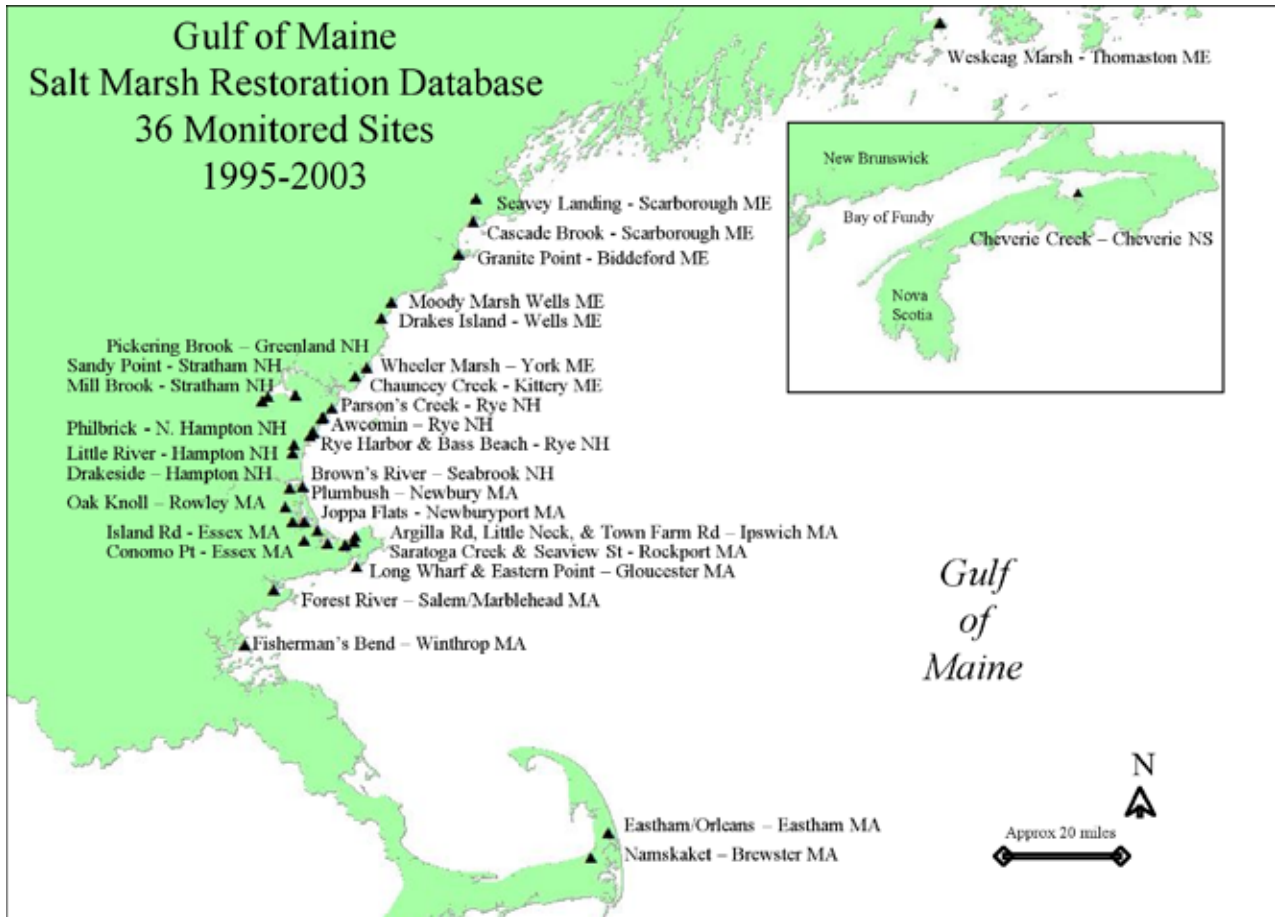 Gulf of Maine
Salt Marsh Restoration Database
36 Monitored Sites
1995-2003
Weskeag Marsh - Thomaston ME
New Brunswick
Bay of Fundy
Cheverie Creek – Cheverie NS
Nova
Scotia
Seavey Landing - Scarborough ME
Cascade Brook - Scarborough ME
Granite Point - Biddeford ME
Moody Marsh Wells ME
Drakes Island - Wells ME
Pickering Brook – Greenland NH
Sandy Point - Stratham NH
Mill Brook - Stratham NH
Wheeler Marsh – York ME
Chauncey Creek - Kittery ME
Parson's Creek - Rye NH
Awcomin – Rye NH
Rye Harbor & Bass Beach - Rye NH
Philbrick - N. Hampton NH
Little River - Hampton NH
Drakeside – Hampton NH
Brown's River – Seabrook NH
Plumbush – Newbury MA
Oak Knoll – Rowley MA
Joppa Flats - Newburyport MA
Island Rd - Essex MA
Conomo Pt - Essex MA
Argilla Rd, Little Neck, & Town Farm Rd – Ipswich MA
Saratoga Creek & Seaview St - Rockport MA
Long Wharf & Eastern Point – Gloucester MA
Forest River – Salem/Marblehead MA
Fisherman's Bend – Winthrop MA
Gulf
of
Maine
N
Approx 20 miles
Eastham/Orleans – Eastham MA
Namskaket – Brewster MA